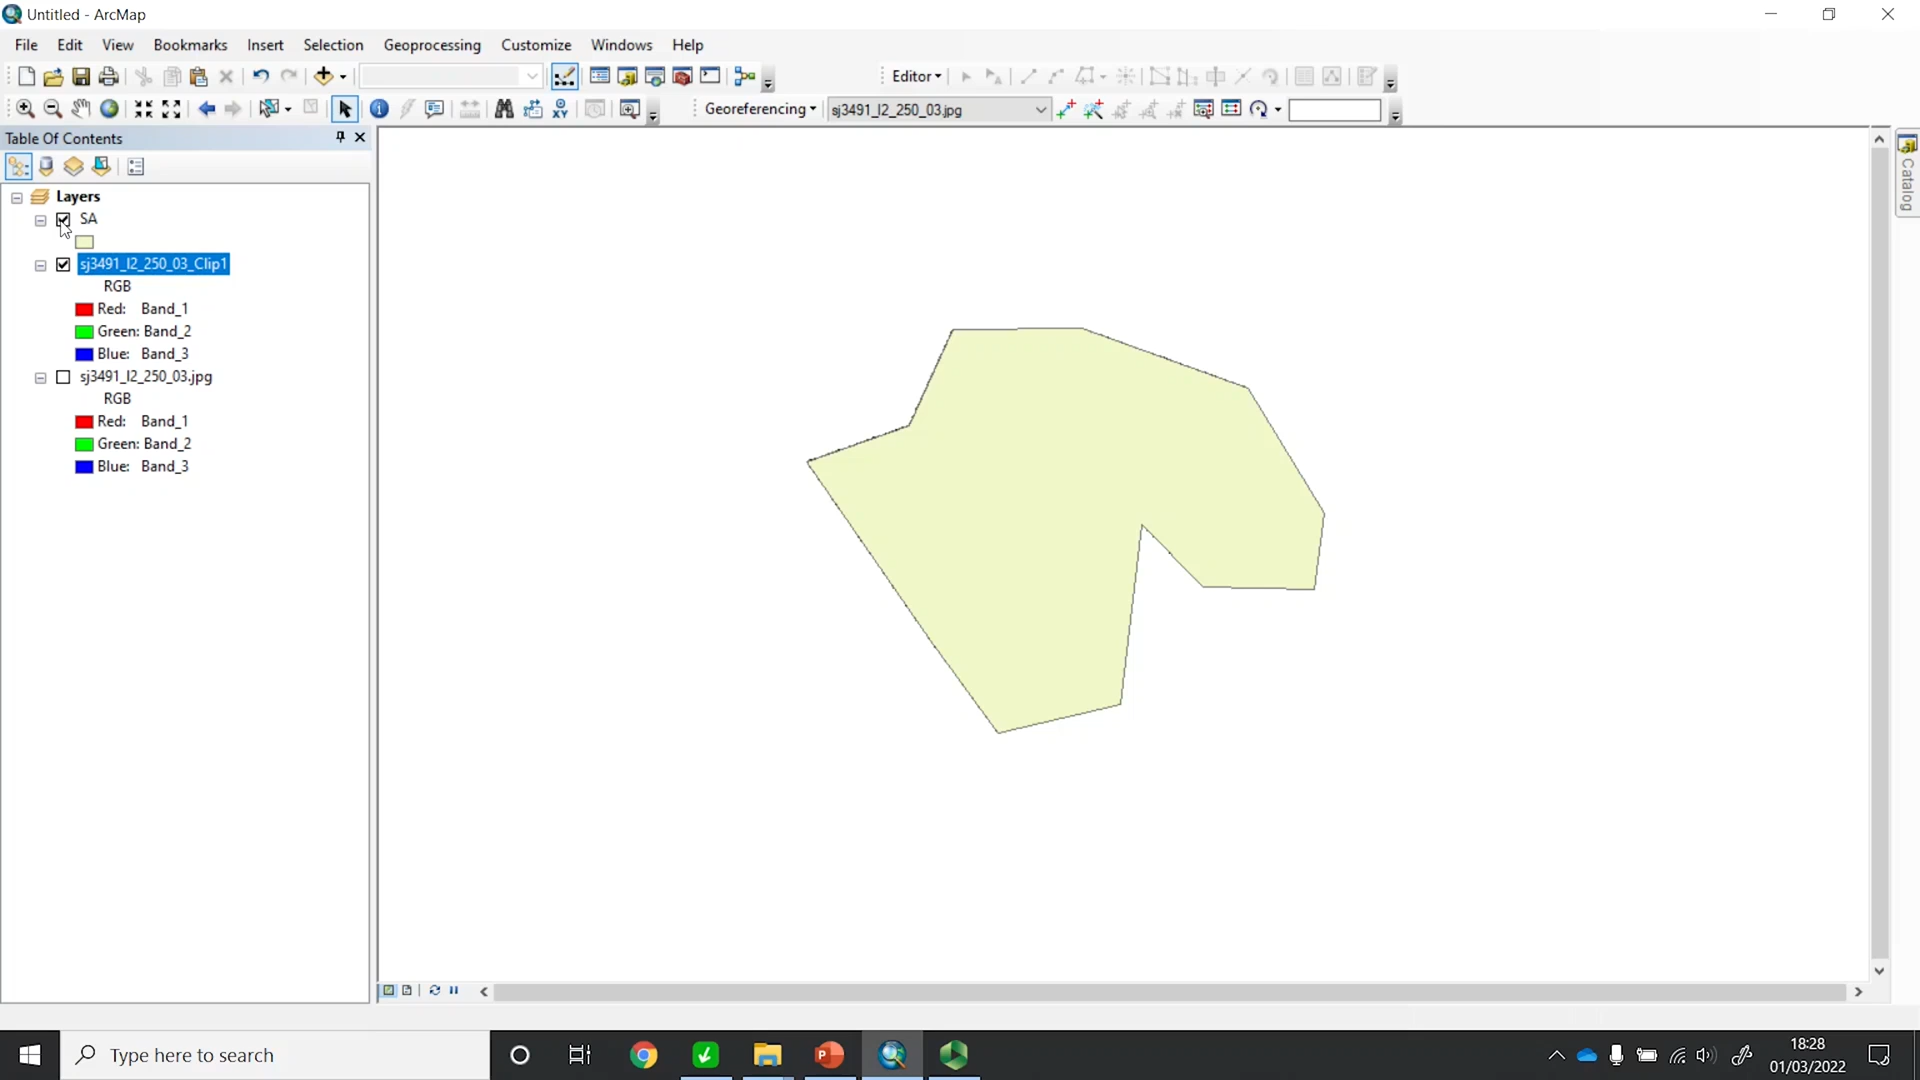 Untitled - ArcMap
File Edit View Bookmarks Insert Selection Geoprocessing Customize Windows Help
Editor
Georeferencing sj3491_l2_250_03.jpg
Table Of Contents
Layers
SA
sj3491_l2_250_03_Clip1
RGB
Red: Band_1
Green: Band_2
Blue: Band_3
sj3491_l2_250_03.jpg
RGB
Red: Band_1
Green: Band_2
Blue: Band_3
Catalog
Type here to search
18:28
01/03/2022